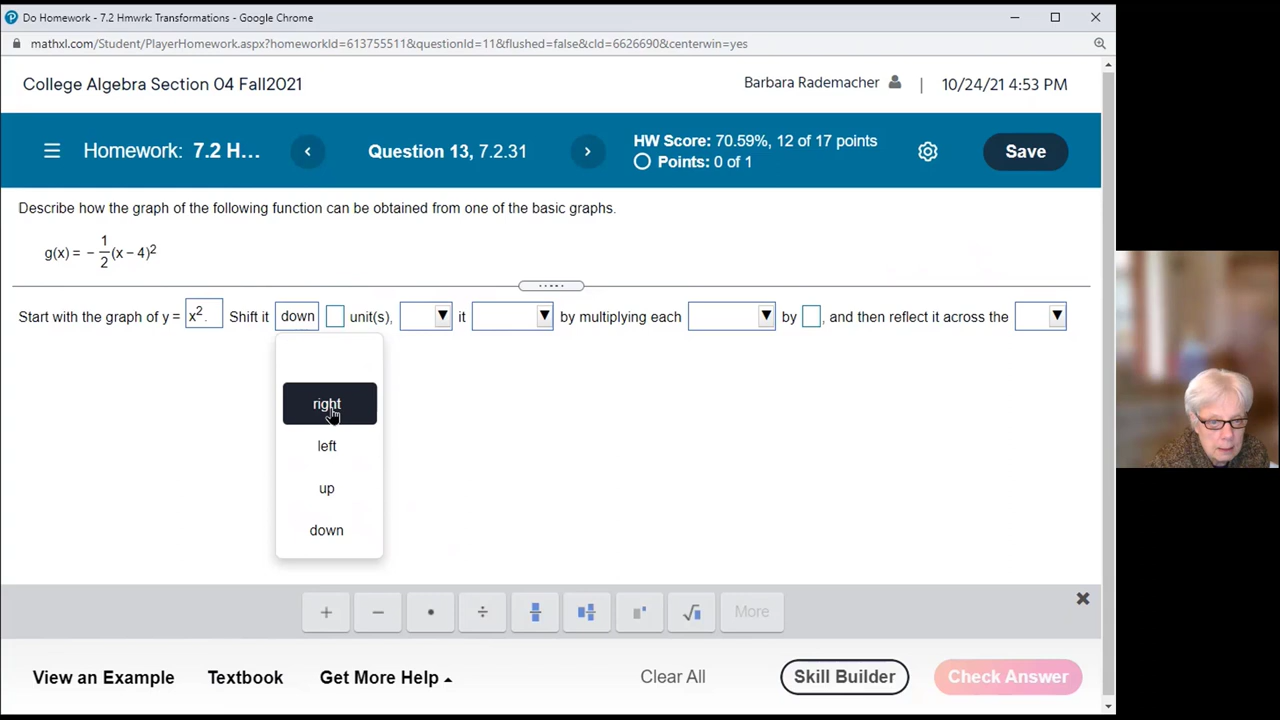 Do Homework - 7.2 Hmwrk: Transformations - Google Chrome
mathxl.com/Student/PlayerHomework.aspx?homeworkId=613755511&questionId=11&flushed=false&cId=6626690&centerwin=yes
College Algebra Section 04 Fall2021
Barbara Rademacher | 10/24/21 4:53 PM
Homework: 7.2 H...
Question 13, 7.2.31
HW Score: 70.59%, 12 of 17 points
Points: 0 of 1
Save
Describe how the graph of the following function can be obtained from one of the basic graphs.
g(x) = − 1/2 (x − 4)²
Start with the graph of y = x². Shift it down unit(s), it by multiplying each by , and then reflect it across the
right
left
up
down
+ − • ÷ √ More
View an Example Textbook Get More Help Clear All Skill Builder Check Answer